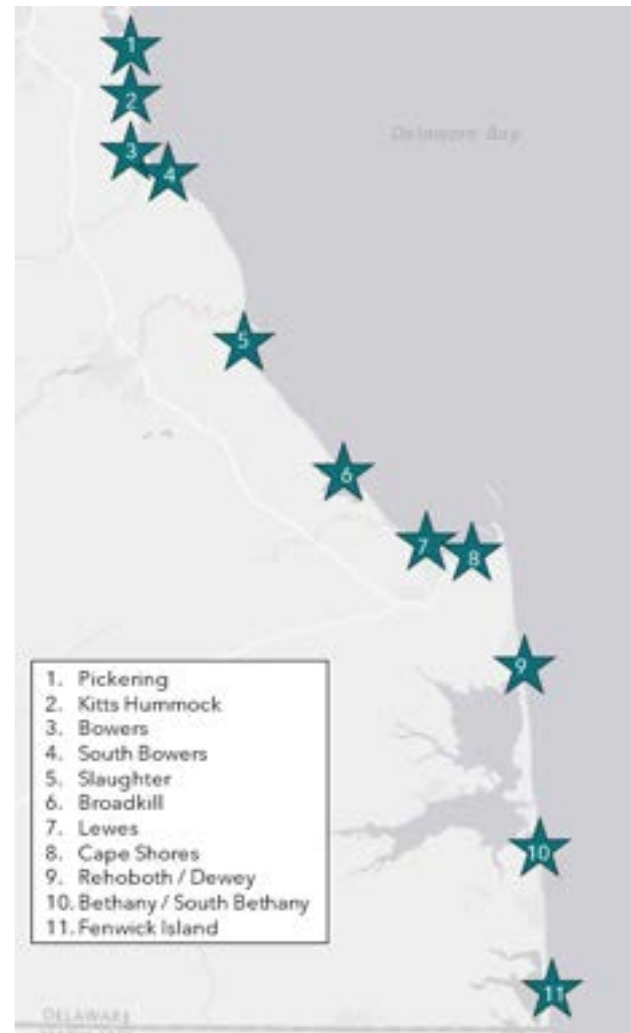 1
2
3
4
Delaware Bay
5
6
7
8
9
10
11
1. Pickering
2. Kitts Hummock
3. Bowers
4. South Bowers
5. Slaughter
6. Broadkill
7. Lewes
8. Cape Shores
9. Rehoboth / Dewey
10. Bethany / South Bethany
11. Fenwick Island
DELAWARE